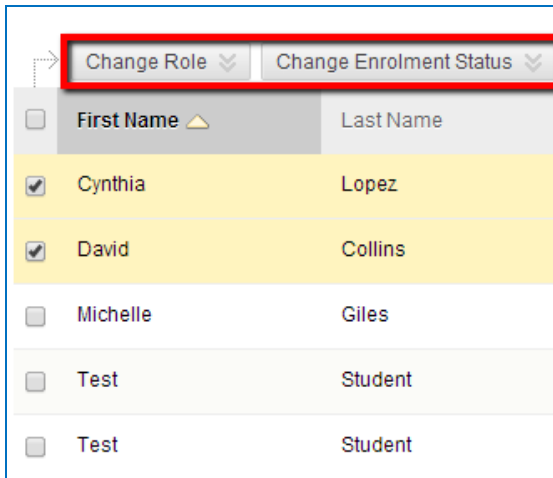 Change Role Change Enrolment Status
First Name Last Name
Cynthia Lopez
David Collins
Michelle Giles
Test Student
Test Student